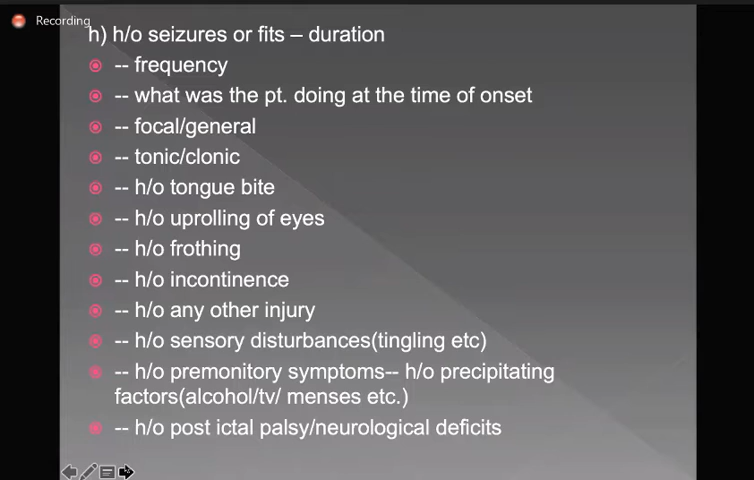 Recording
h) h/o seizures or fits – duration
-- frequency
-- what was the pt. doing at the time of onset
-- focal/general
-- tonic/clonic
-- h/o tongue bite
-- h/o uprolling of eyes
-- h/o frothing
-- h/o incontinence
-- h/o any other injury
-- h/o sensory disturbances(tingling etc)
-- h/o premonitory symptoms-- h/o precipitating
factors(alcohol/tv/ menses etc.)
-- h/o post ictal palsy/neurological deficits